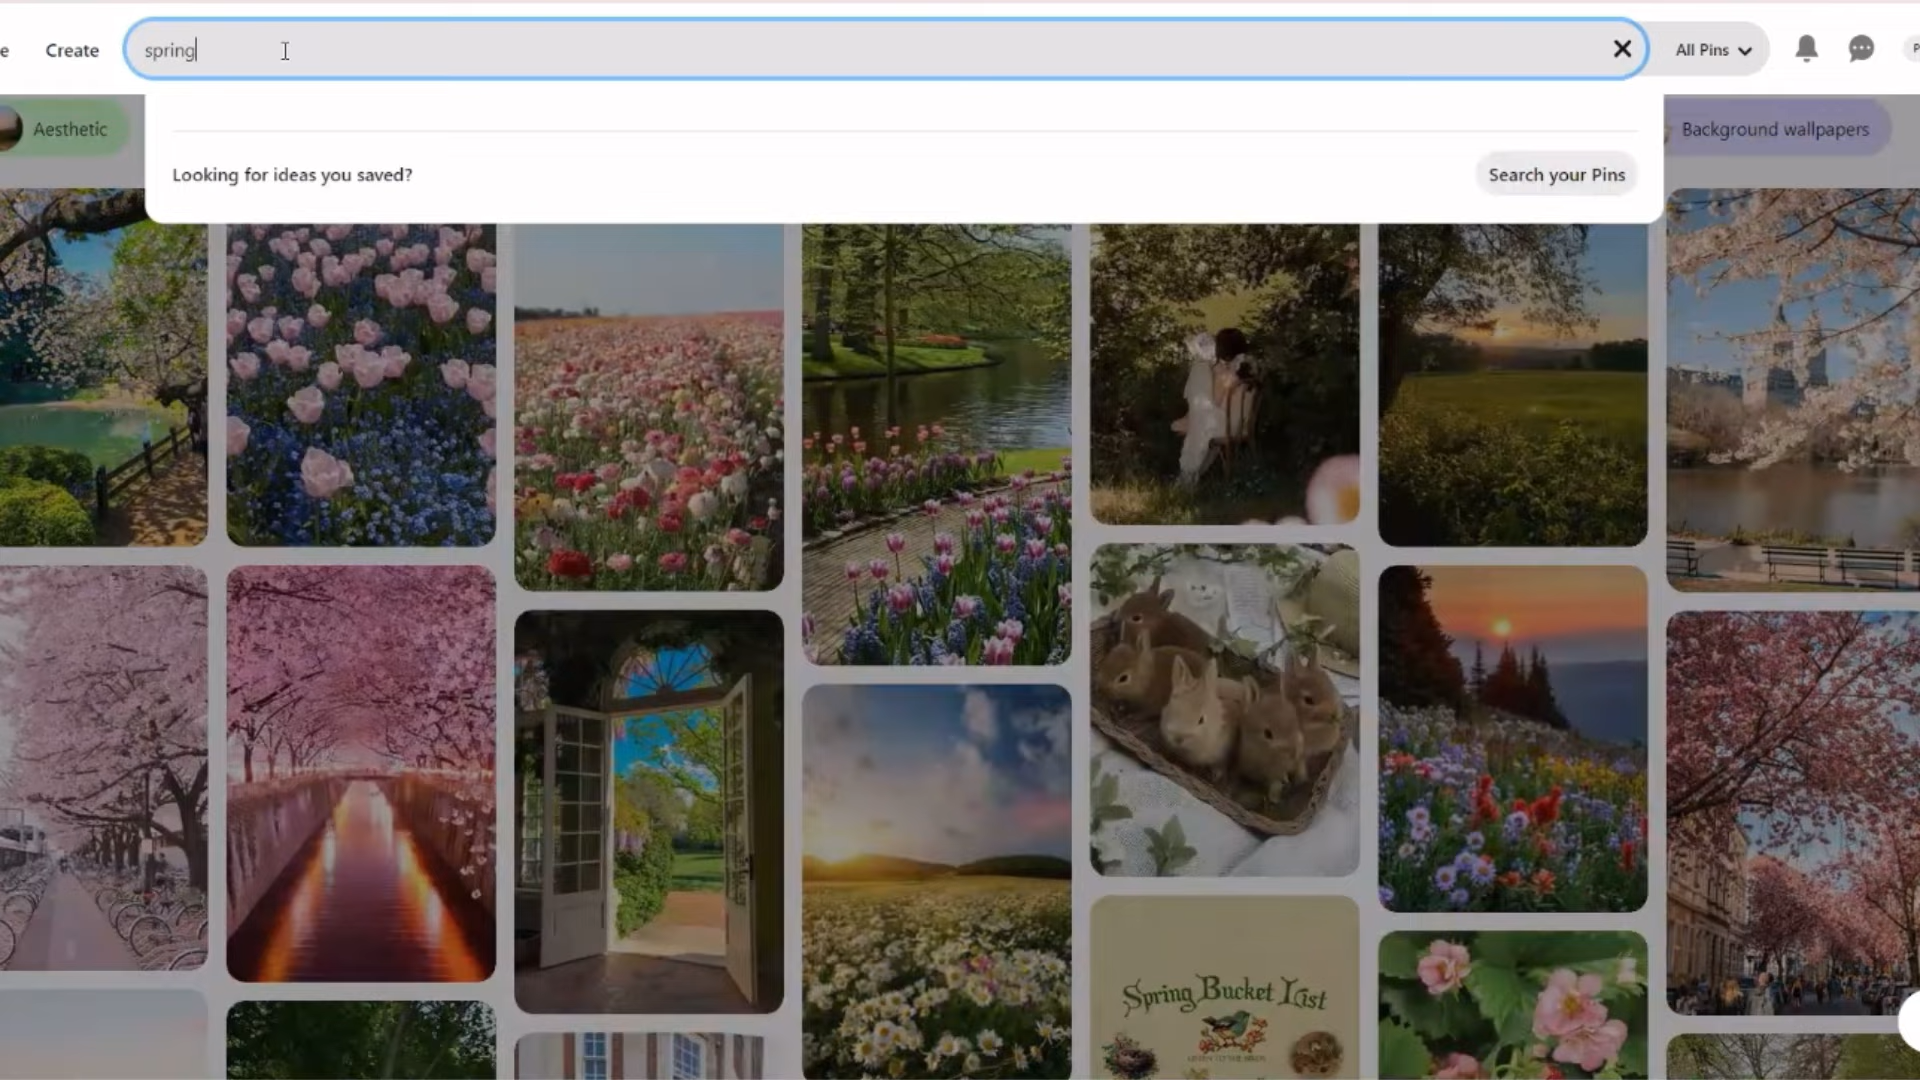 e
Create
spring
All Pins
P
Aesthetic
Background wallpapers
Looking for ideas you saved?
Search your Pins
Spring Bucket List